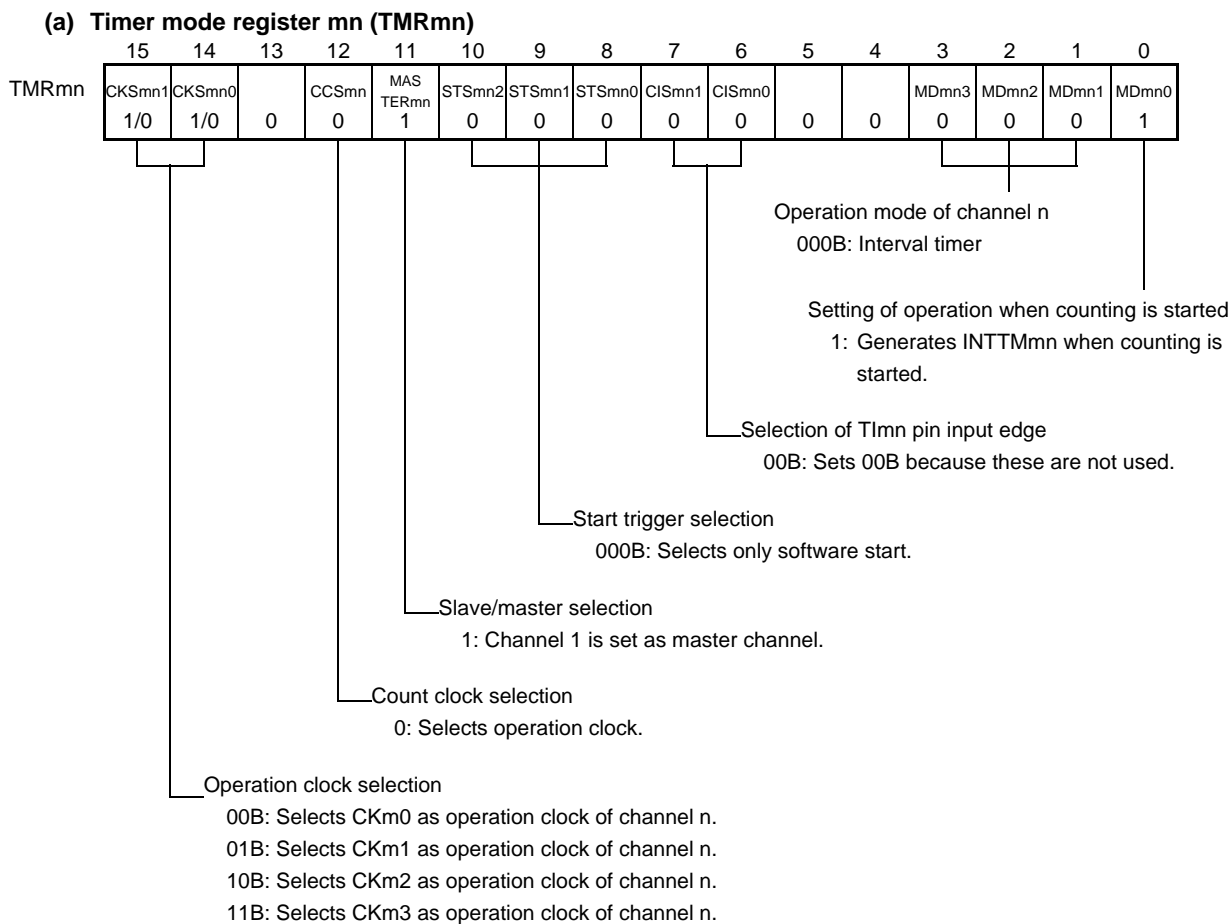 (a) Timer mode register mn (TMRmn)
15 14 13 12 11 10 9 8 7 6 5 4 3 2 1 0
TMRmn CKSmn1 CKSmn0 CCSmn MAS TERmn STSmn2 STSmn1 STSmn0 CISmn1 CISmn0 MDmn3 MDmn2 MDmn1 MDmn0
1/0 1/0 0 0 1 0 0 0 0 0 0 0 0 0 0 1
Operation mode of channel n
000B: Interval timer
Setting of operation when counting is started
1: Generates INTTMmn when counting is
started.
Selection of TImn pin input edge
00B: Sets 00B because these are not used.
Start trigger selection
000B: Selects only software start.
Slave/master selection
1: Channel 1 is set as master channel.
Count clock selection
0: Selects operation clock.
Operation clock selection
00B: Selects CKm0 as operation clock of channel n.
01B: Selects CKm1 as operation clock of channel n.
10B: Selects CKm2 as operation clock of channel n.
11B: Selects CKm3 as operation clock of channel n.